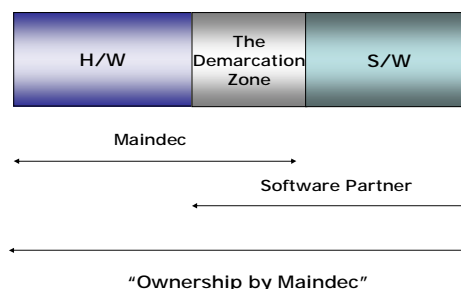 H/W
The
Demarcation
Zone
S/W
Maindec
Software Partner
“Ownership by Maindec”